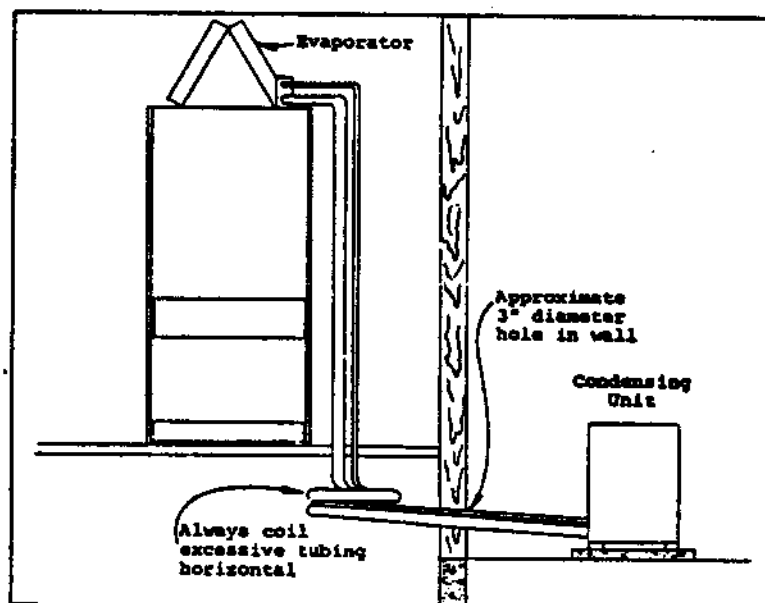 Evaporator
Approximate
3" diameter
hole in wall
Condensing
Unit
Always coil
excessive tubing
horizontal